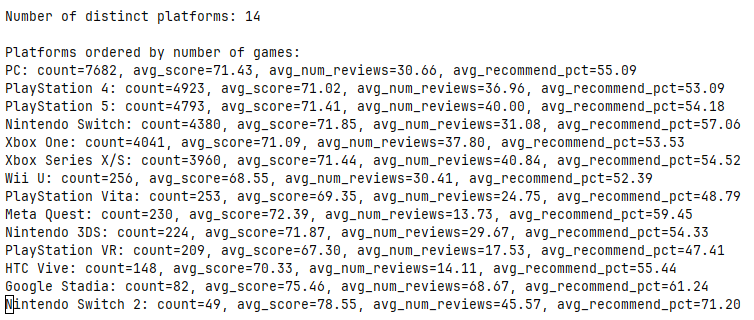 Number of distinct platforms: 14
Platforms ordered by number of games:
PC: count=7682, avg_score=71.43, avg_num_reviews=30.66, avg_recommend_pct=55.09
PlayStation 4: count=4923, avg_score=71.02, avg_num_reviews=36.96, avg_recommend_pct=53.09
PlayStation 5: count=4793, avg_score=71.41, avg_num_reviews=40.00, avg_recommend_pct=54.18
Nintendo Switch: count=4380, avg_score=71.85, avg_num_reviews=31.08, avg_recommend_pct=57.06
Xbox One: count=4041, avg_score=71.09, avg_num_reviews=37.80, avg_recommend_pct=53.53
Xbox Series X/S: count=3960, avg_score=71.44, avg_num_reviews=40.84, avg_recommend_pct=54.52
Wii U: count=256, avg_score=68.55, avg_num_reviews=30.41, avg_recommend_pct=52.39
PlayStation Vita: count=253, avg_score=69.35, avg_num_reviews=24.75, avg_recommend_pct=48.79
Meta Quest: count=230, avg_score=72.39, avg_num_reviews=13.73, avg_recommend_pct=59.45
Nintendo 3DS: count=224, avg_score=71.87, avg_num_reviews=29.67, avg_recommend_pct=54.33
PlayStation VR: count=209, avg_score=67.30, avg_num_reviews=17.53, avg_recommend_pct=47.41
HTC Vive: count=148, avg_score=70.33, avg_num_reviews=14.11, avg_recommend_pct=55.44
Google Stadia: count=82, avg_score=75.46, avg_num_reviews=68.67, avg_recommend_pct=61.24
Nintendo Switch 2: count=49, avg_score=78.55, avg_num_reviews=45.57, avg_recommend_pct=71.20